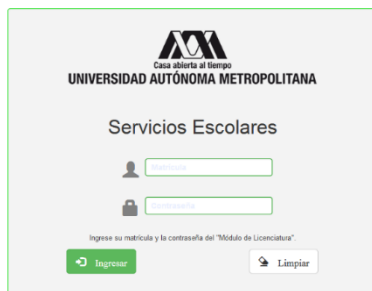 Casa abierta al tiempo
UNIVERSIDAD AUTÓNOMA METROPOLITANA
Servicios Escolares
Matrícula
Contraseña
Ingrese su matrícula y la contraseña del "Módulo de Licenciatura".
Ingresar Limpiar